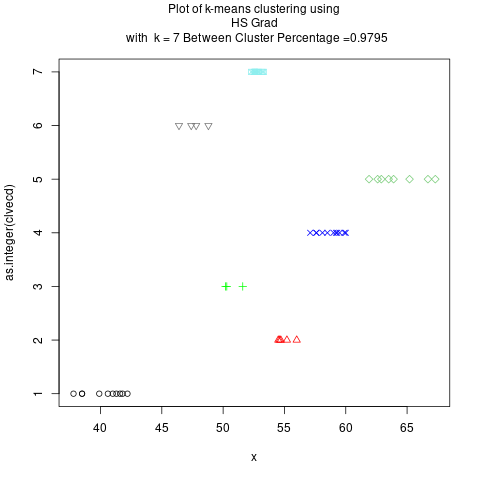 Plot of k-means clustering using
HS Grad
with k = 7 Between Cluster Percentage =0.9795
7
6
5
4
3
2
1
as.integer(clvecd)
40 45 50 55 60 65
x